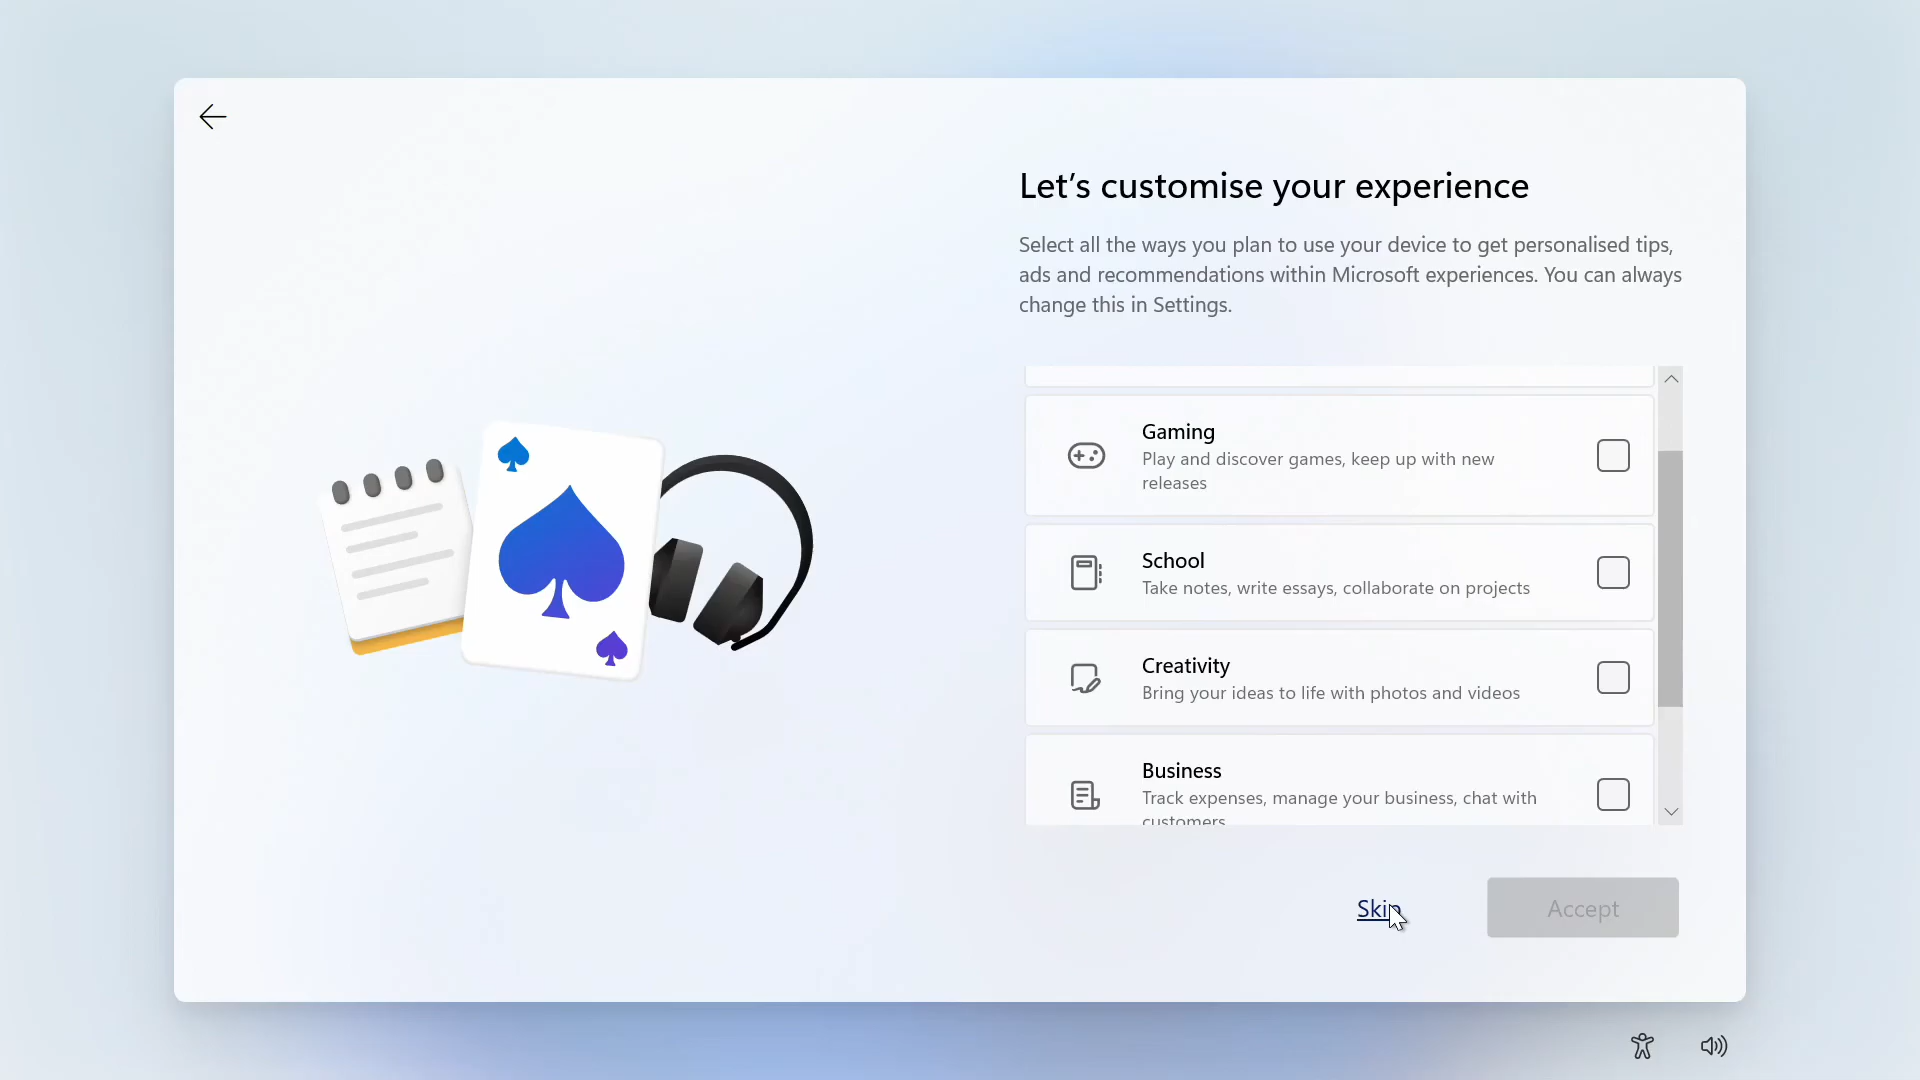 Let's customise your experience
Select all the ways you plan to use your device to get personalised tips,
ads and recommendations within Microsoft experiences. You can always
change this in Settings.
Gaming
Play and discover games, keep up with new
releases
School
Take notes, write essays, collaborate on projects
Creativity
Bring your ideas to life with photos and videos
Business
Track expenses, manage your business, chat with
customers
Skip
Accept